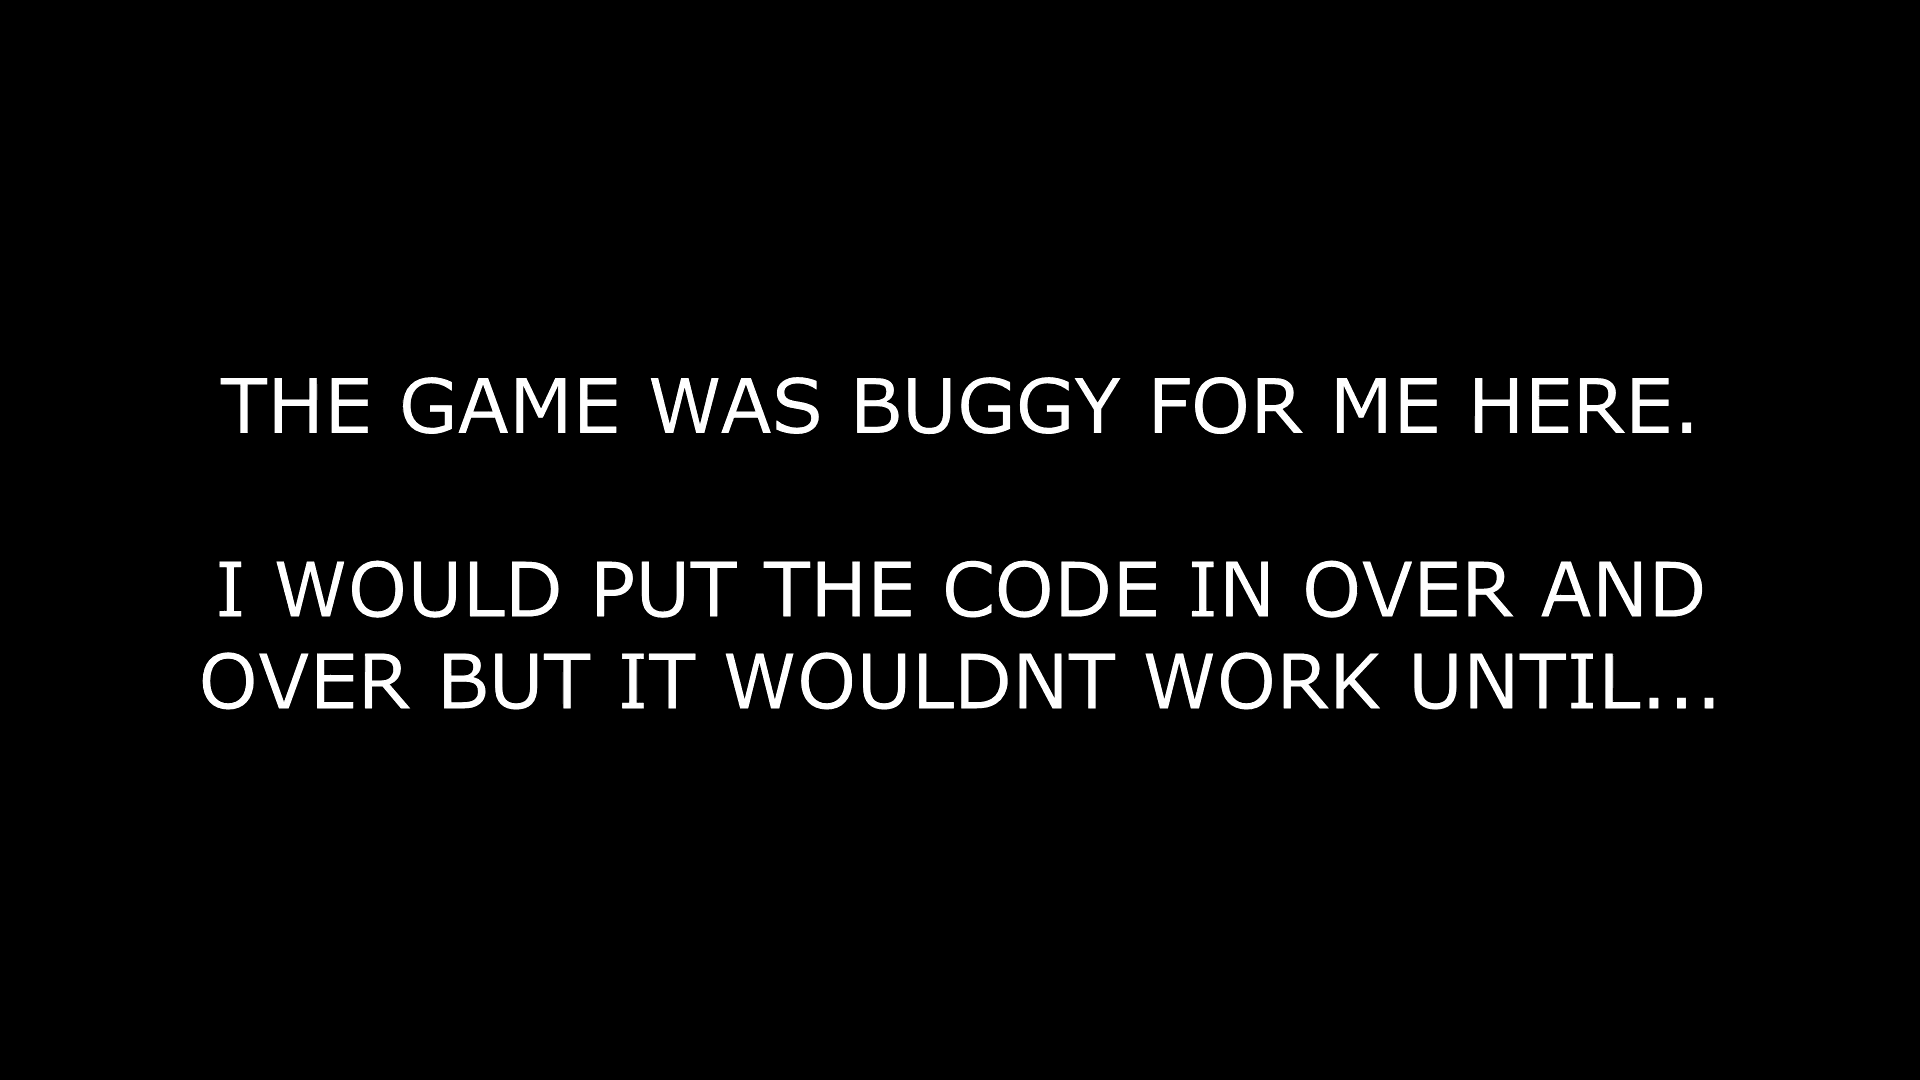 THE GAME WAS BUGGY FOR ME HERE.
I WOULD PUT THE CODE IN OVER AND
OVER BUT IT WOULDNT WORK UNTIL...